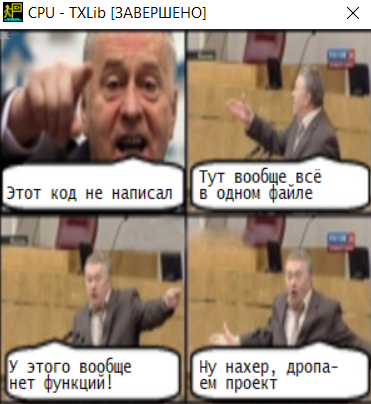 CPU - TXLib [ЗАВЕРШЕНО]
Этот код не написал
Тут вообще всё
в одном файле
У этого вообще
нет функций!
Ну нахер, дропа-
ем проект